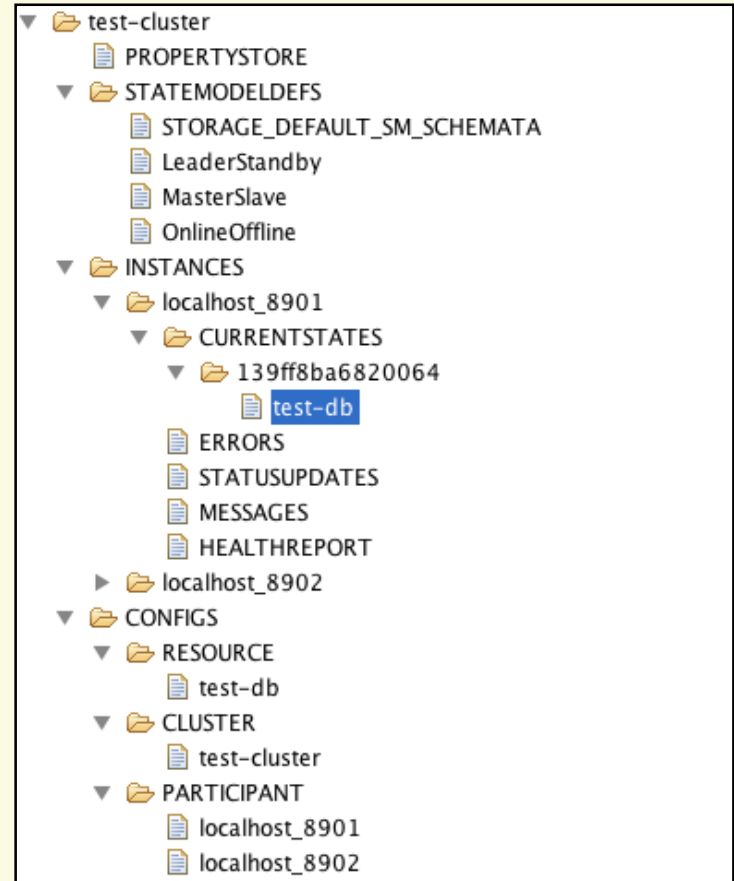 test-cluster
PROPERTYSTORE
STATEMODELDEFS
STORAGE_DEFAULT_SM_SCHEMATA
LeaderStandby
MasterSlave
OnlineOffline
INSTANCES
localhost_8901
CURRENTSTATES
139ff8ba6820064
test-db
ERRORS
STATUSUPDATES
MESSAGES
HEALTHREPORT
localhost_8902
CONFIGS
RESOURCE
test-db
CLUSTER
test-cluster
PARTICIPANT
localhost_8901
localhost_8902